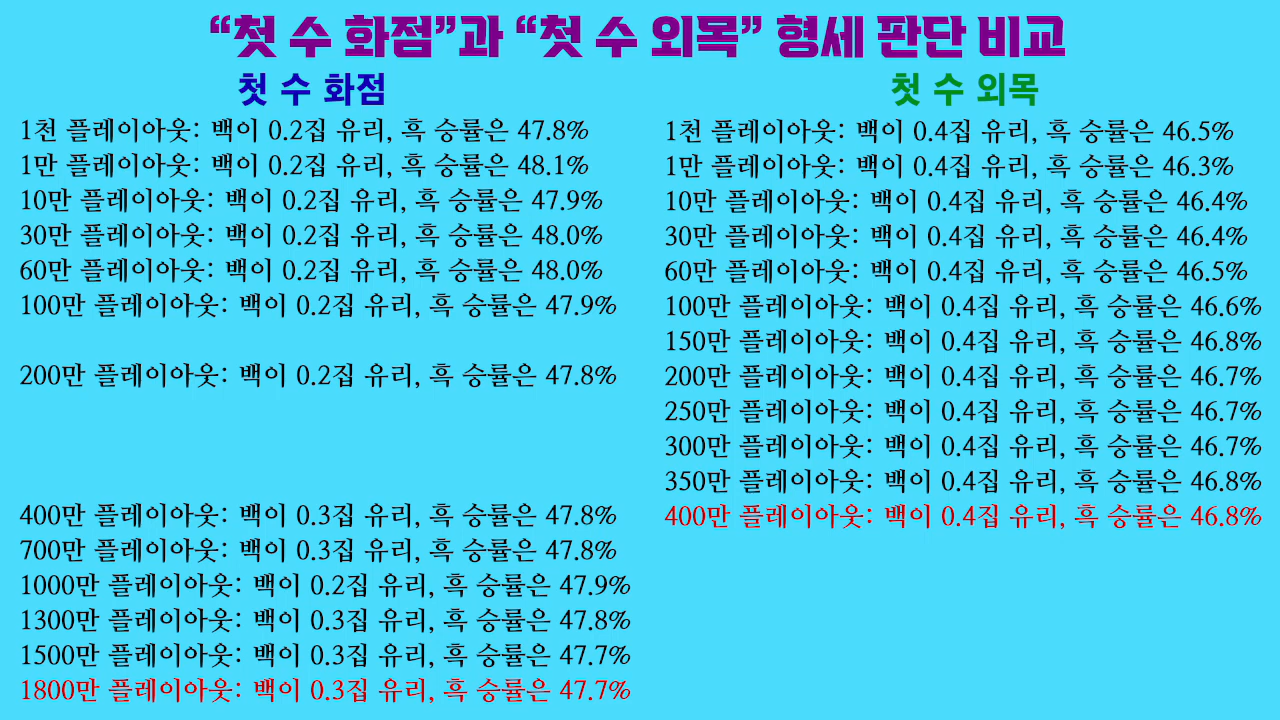 “첫 수 화점”과 “첫 수 외목” 형세 판단 비교
첫 수 화점
1천 플레이아웃: 백이 0.2집 유리, 흑 승률은 47.8%
1만 플레이아웃: 백이 0.2집 유리, 흑 승률은 48.1%
10만 플레이아웃: 백이 0.2집 유리, 흑 승률은 47.9%
30만 플레이아웃: 백이 0.2집 유리, 흑 승률은 48.0%
60만 플레이아웃: 백이 0.2집 유리, 흑 승률은 48.0%
100만 플레이아웃: 백이 0.2집 유리, 흑 승률은 47.9%
200만 플레이아웃: 백이 0.2집 유리, 흑 승률은 47.8%
400만 플레이아웃: 백이 0.3집 유리, 흑 승률은 47.8%
700만 플레이아웃: 백이 0.3집 유리, 흑 승률은 47.8%
1000만 플레이아웃: 백이 0.2집 유리, 흑 승률은 47.9%
1300만 플레이아웃: 백이 0.3집 유리, 흑 승률은 47.8%
1500만 플레이아웃: 백이 0.3집 유리, 흑 승률은 47.7%
1800만 플레이아웃: 백이 0.3집 유리, 흑 승률은 47.7%
첫 수 외목
1천 플레이아웃: 백이 0.4집 유리, 흑 승률은 46.5%
1만 플레이아웃: 백이 0.4집 유리, 흑 승률은 46.3%
10만 플레이아웃: 백이 0.4집 유리, 흑 승률은 46.4%
30만 플레이아웃: 백이 0.4집 유리, 흑 승률은 46.4%
60만 플레이아웃: 백이 0.4집 유리, 흑 승률은 46.5%
100만 플레이아웃: 백이 0.4집 유리, 흑 승률은 46.6%
150만 플레이아웃: 백이 0.4집 유리, 흑 승률은 46.8%
200만 플레이아웃: 백이 0.4집 유리, 흑 승률은 46.7%
250만 플레이아웃: 백이 0.4집 유리, 흑 승률은 46.7%
300만 플레이아웃: 백이 0.4집 유리, 흑 승률은 46.7%
350만 플레이아웃: 백이 0.4집 유리, 흑 승률은 46.8%
400만 플레이아웃: 백이 0.4집 유리, 흑 승률은 46.8%